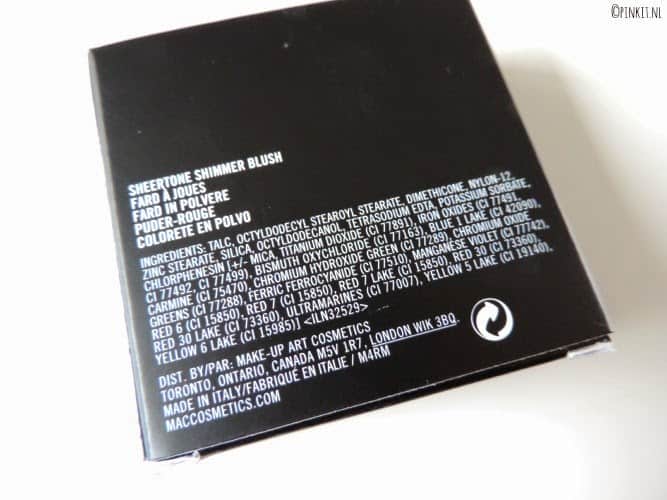 ©PINKIT.NL
SHEERTONE SHIMMER BLUSH
FARD À JOUES
FARD IN POLVERE
PUDER-ROUGE
COLORETE EN POLVO
INGREDIENTS: TALC, OCTYLDODECYL STEAROYL STEARATE, DIMETHICONE, NYLON-12,
ZINC STEARATE, SILICA, OCTYLDODECANOL, TETRASODIUM EDTA, POTASSIUM SORBATE,
CHLORPHENESIN [+/- MICA, TITANIUM DIOXIDE (CI 77891), IRON OXIDES (CI 77491,
CI 77492, CI 77499), BISMUTH OXYCHLORIDE (CI 77163), BLUE 1 LAKE (CI 42090),
CARMINE (CI 75470), CHROMIUM HYDROXIDE GREEN (CI 77289), CHROMIUM OXIDE
GREENS (CI 77288), FERRIC FERROCYANIDE (CI 77510), MANGANESE VIOLET (CI 77742),
RED 6 (CI 15850), RED 7 (CI 15850), RED 7 LAKE (CI 15850), RED 30 (CI 73360),
RED 30 LAKE (CI 73360), ULTRAMARINES (CI 77007), YELLOW 5 LAKE (CI 19140),
YELLOW 6 LAKE (CI 15985)] <ILN32529>
DIST. BY/PAR: MAKE-UP ART COSMETICS
TORONTO, ONTARIO, CANADA M5V 1R7, LONDON WIK 3BQ.
MADE IN ITALY/FABRIQUÉ EN ITALIE / M4RM
MACCOSMETICS.COM